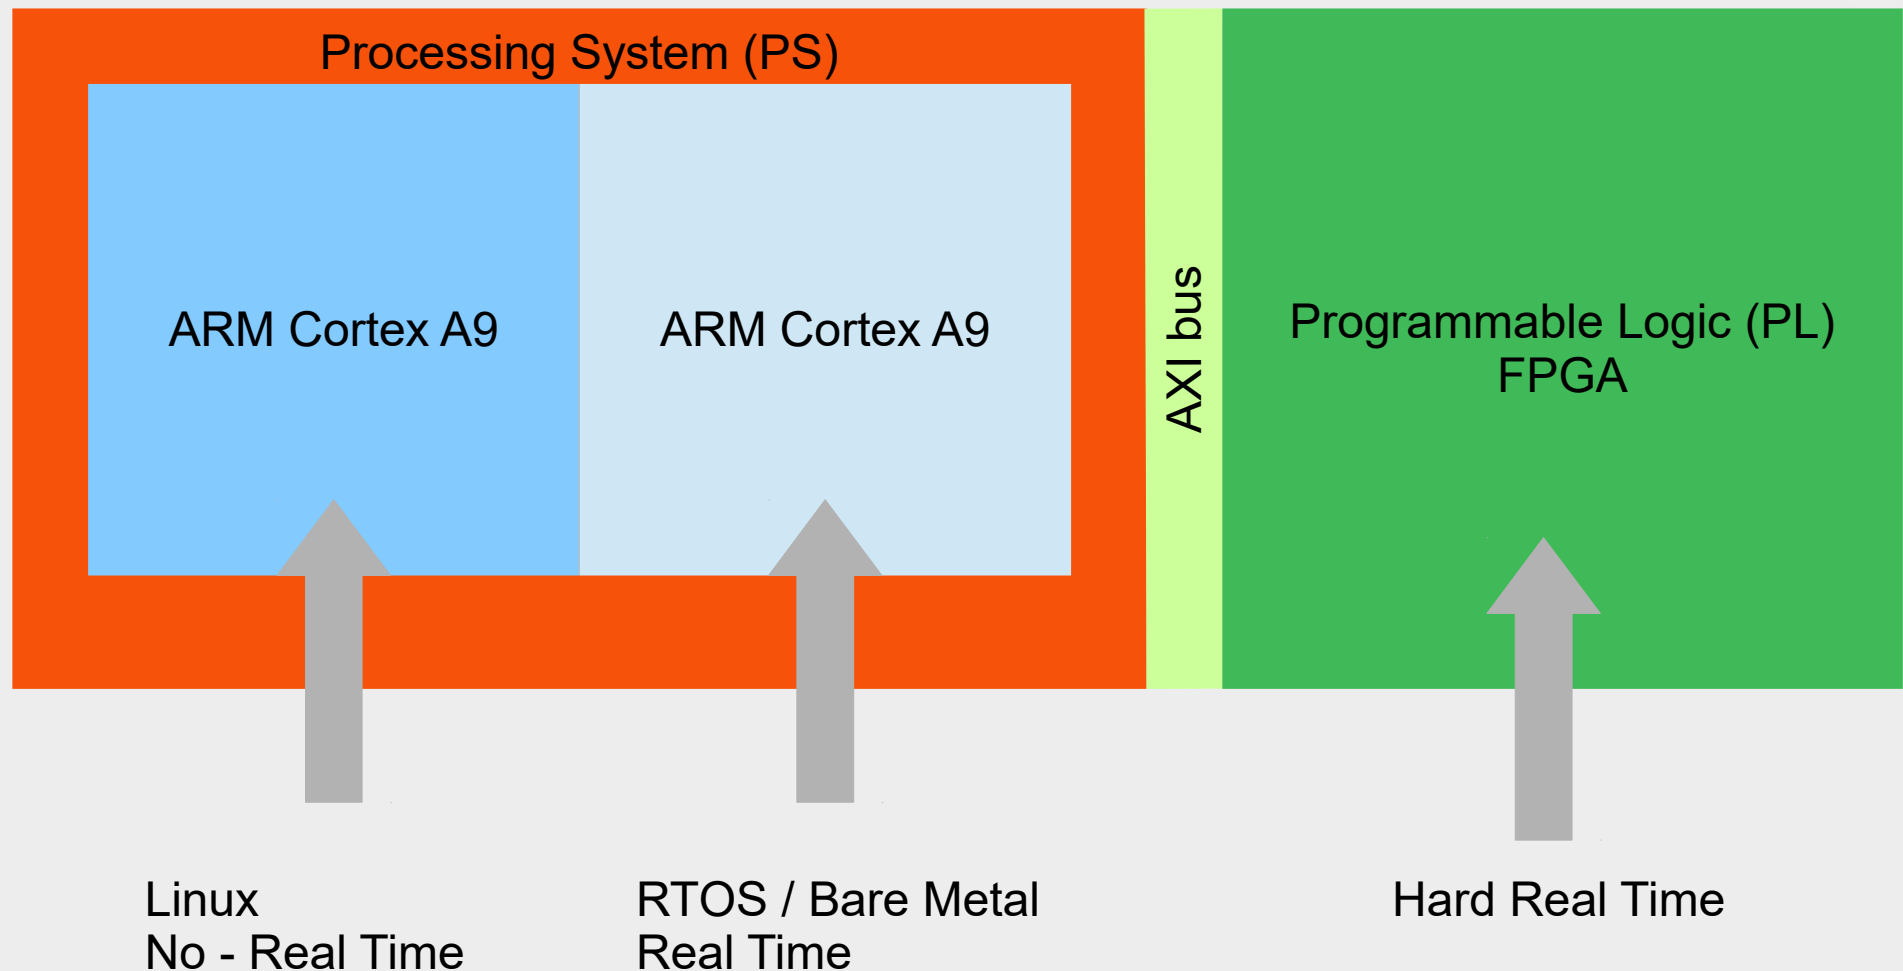 Processing System (PS)
ARM Cortex A9
ARM Cortex A9
AXI bus
Programmable Logic (PL)
FPGA
Linux
No - Real Time
RTOS / Bare Metal
Real Time
Hard Real Time